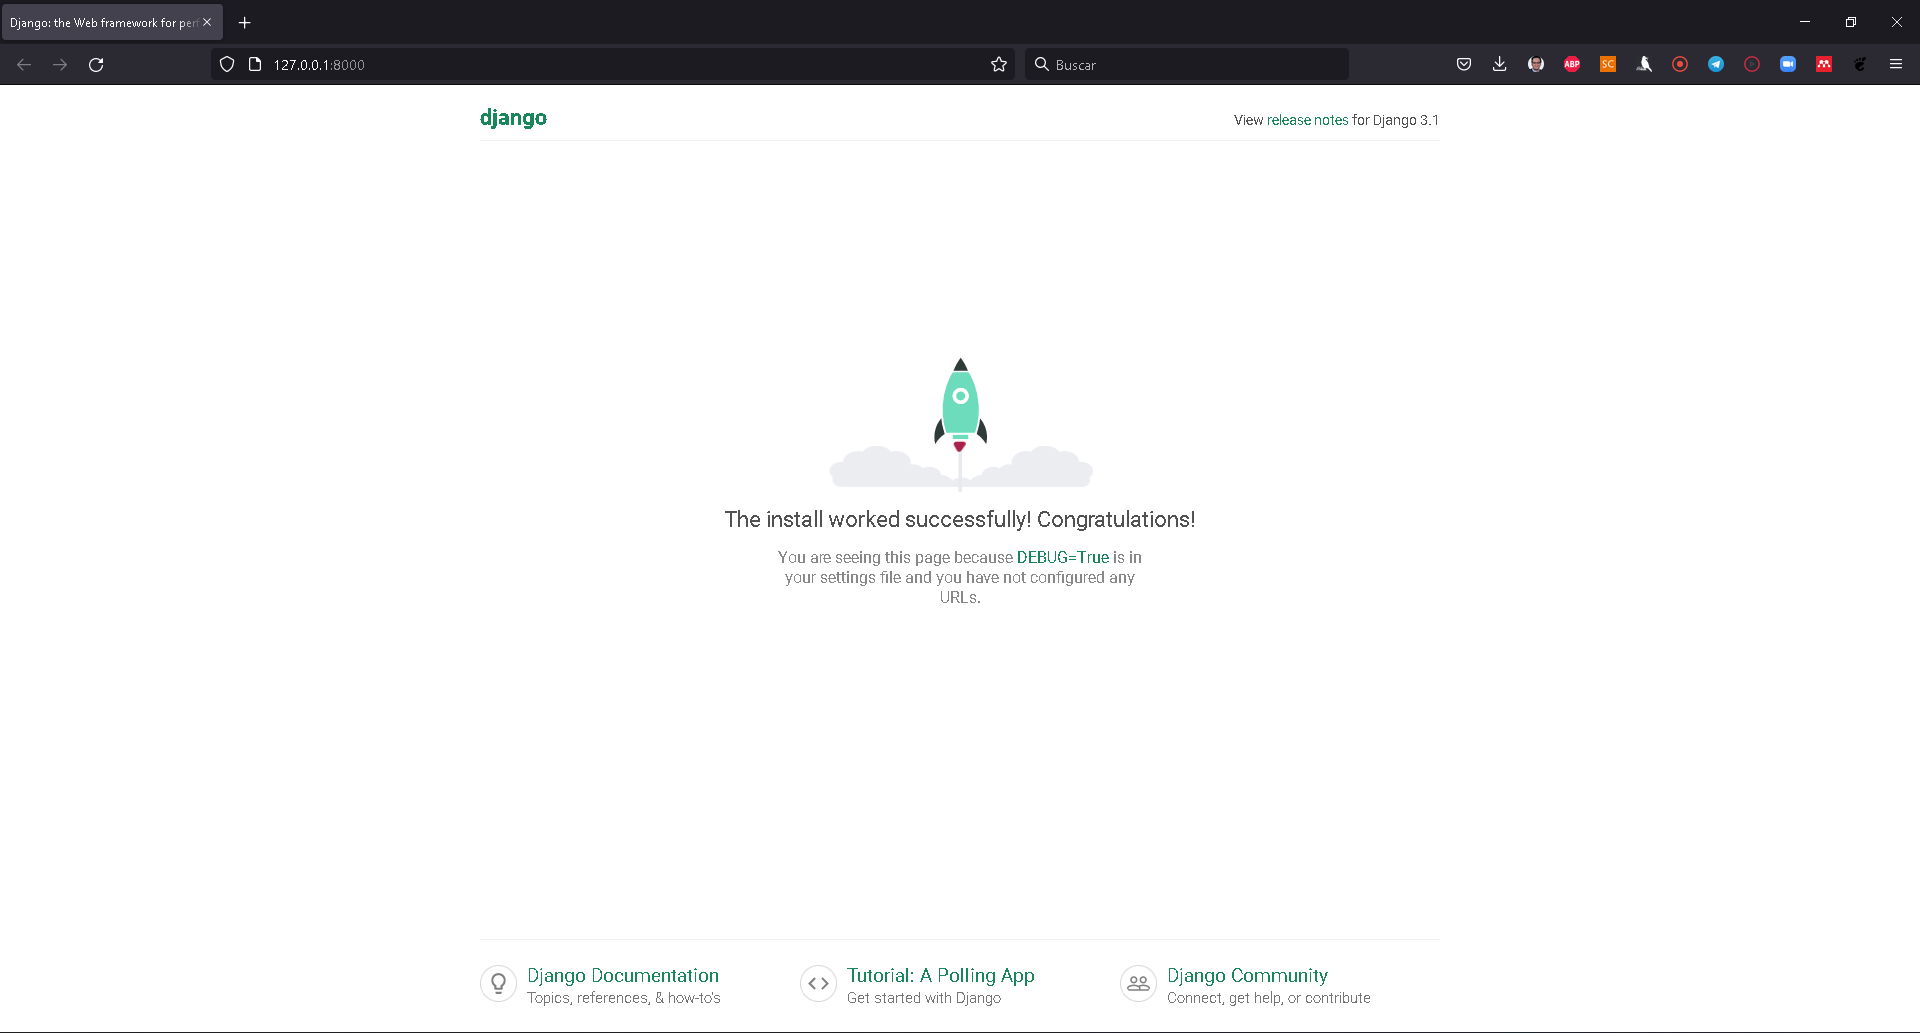 Django: the Web framework for perf
127.0.0.1:8000
Buscar
ABP
SC
django
View release notes for Django 3.1
The install worked successfully! Congratulations!
You are seeing this page because DEBUG=True is in
your settings file and you have not configured any
URLs.
Django Documentation
Topics, references, & how-to's
Tutorial: A Polling App
Get started with Django
Django Community
Connect, get help, or contribute